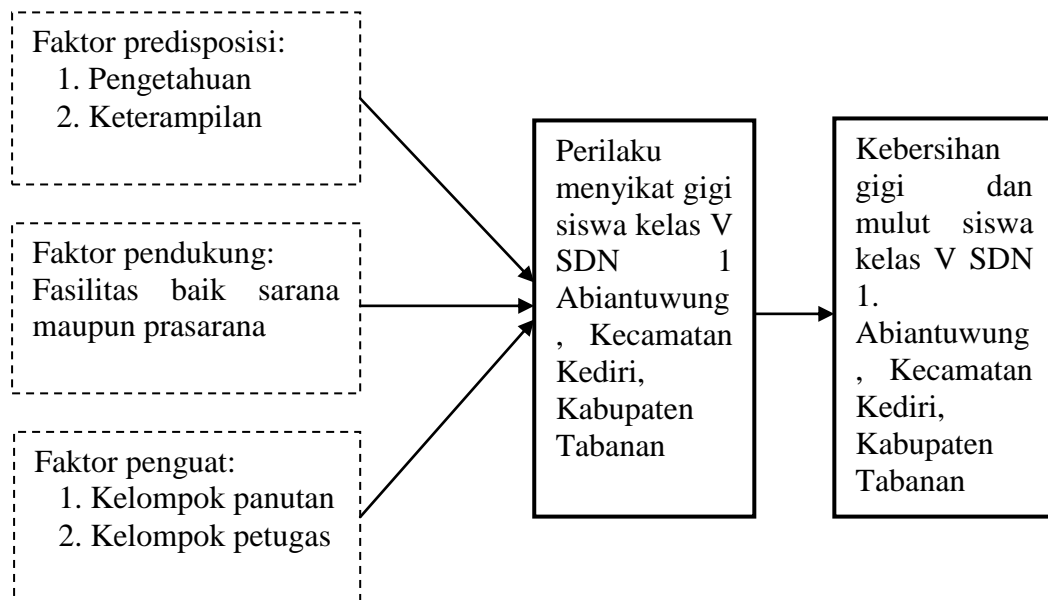 Faktor predisposisi:
1. Pengetahuan
2. Keterampilan
Faktor pendukung:
Fasilitas baik sarana
maupun prasarana
Faktor penguat:
1. Kelompok panutan
2. Kelompok petugas
Perilaku
menyikat gigi
siswa kelas V
SDN 1
Abiantuwung
, Kecamatan
Kediri,
Kabupaten
Tabanan
Kebersihan
gigi dan
mulut siswa
kelas V SDN
1.
Abiantuwung
, Kecamatan
Kediri,
Kabupaten
Tabanan